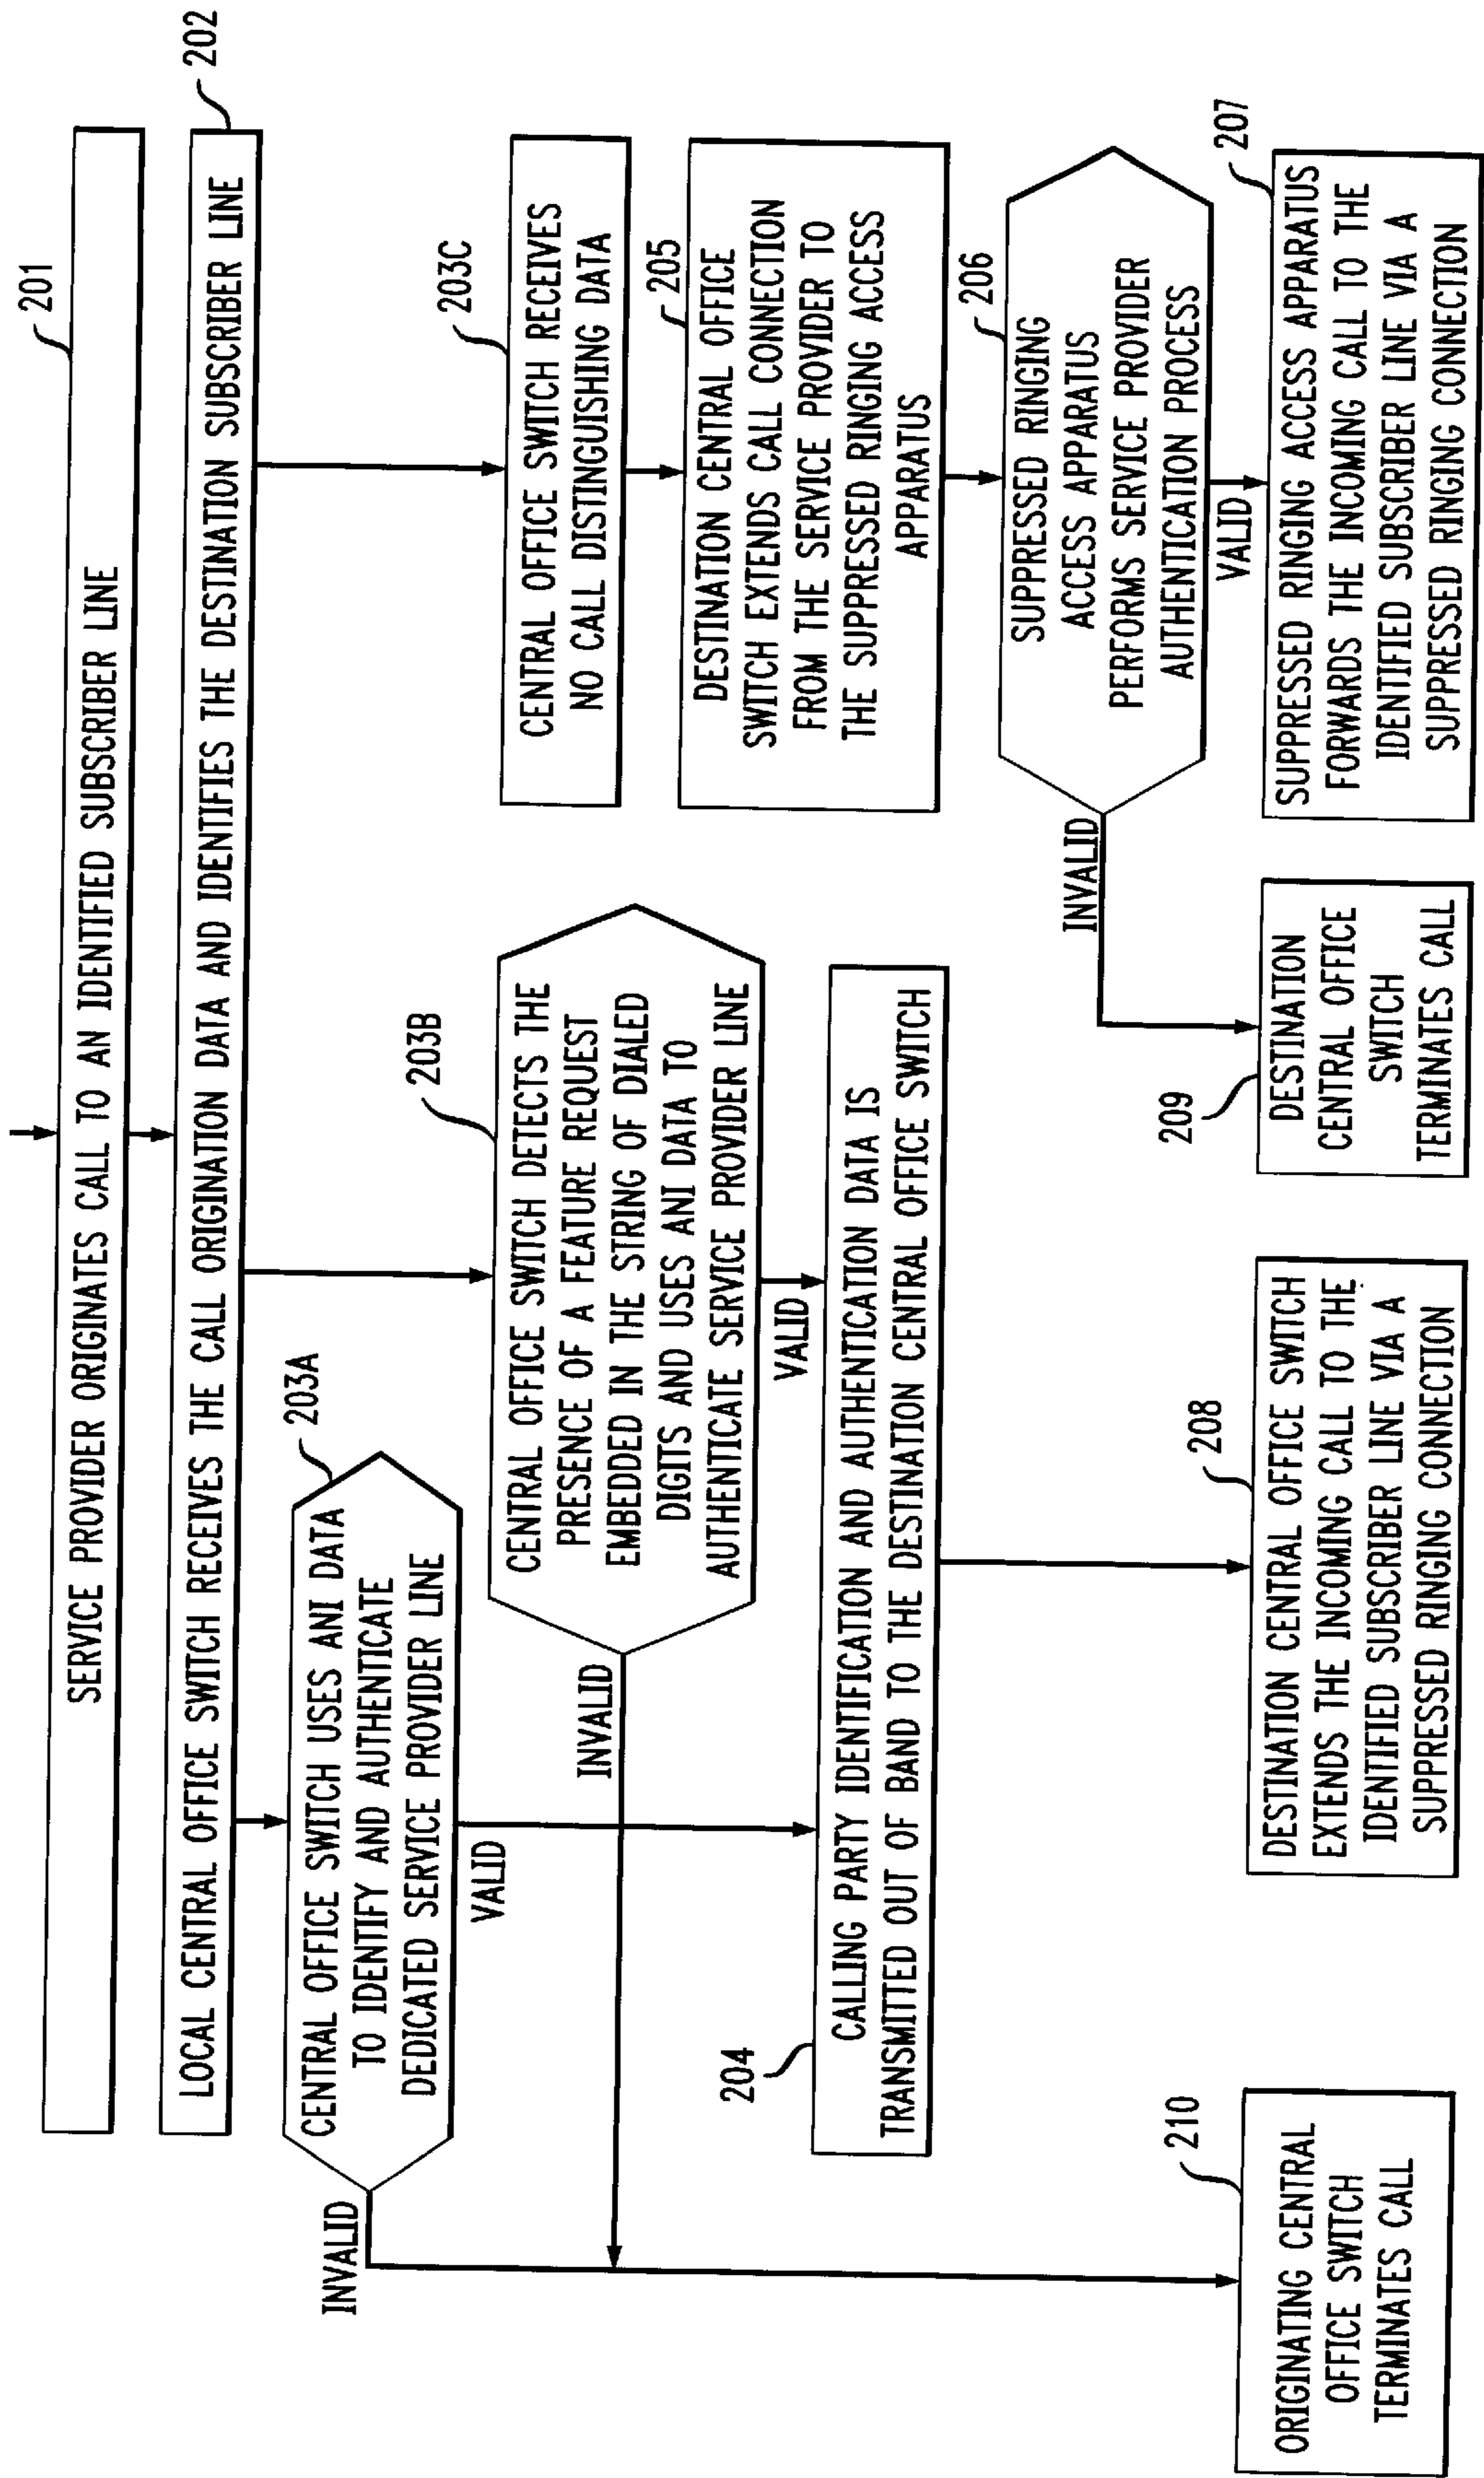 201
SERVICE PROVIDER ORIGINATES CALL TO AN IDENTIFIED SUBSCRIBER LINE
202
LOCAL CENTRAL OFFICE SWITCH RECEIVES THE CALL ORIGINATION DATA AND IDENTIFIES THE DESTINATION SUBSCRIBER LINE
203A
CENTRAL OFFICE SWITCH USES ANI DATA
TO IDENTIFY AND AUTHENTICATE
DEDICATED SERVICE PROVIDER LINE
INVALID
VALID
203B
CENTRAL OFFICE SWITCH DETECTS THE
PRESENCE OF A FEATURE REQUEST
EMBEDDED IN THE STRING OF DIALED
DIGITS AND USES ANI DATA TO
AUTHENTICATE SERVICE PROVIDER LINE
INVALID
VALID
203C
CENTRAL OFFICE SWITCH RECEIVES
NO CALL DISTINGUISHING DATA
204
CALLING PARTY IDENTIFICATION AND AUTHENTICATION DATA IS
TRANSMITTED OUT OF BAND TO THE DESTINATION CENTRAL OFFICE SWITCH
205
DESTINATION CENTRAL OFFICE
SWITCH EXTENDS CALL CONNECTION
FROM THE SERVICE PROVIDER TO
THE SUPPRESSED RINGING ACCESS
APPARATUS
206
SUPPRESSED RINGING
ACCESS APPARATUS
PERFORMS SERVICE PROVIDER
AUTHENTICATION PROCESS
INVALID
VALID
210
ORIGINATING CENTRAL
OFFICE SWITCH
TERMINATES CALL
208
DESTINATION CENTRAL OFFICE SWITCH
EXTENDS THE INCOMING CALL TO THE
IDENTIFIED SUBSCRIBER LINE VIA A
SUPPRESSED RINGING CONNECTION
209
DESTINATION
CENTRAL OFFICE
SWITCH
TERMINATES CALL
207
SUPPRESSED RINGING ACCESS APPARATUS
FORWARDS THE INCOMING CALL TO THE
IDENTIFIED SUBSCRIBER LINE VIA A
SUPPRESSED RINGING CONNECTION